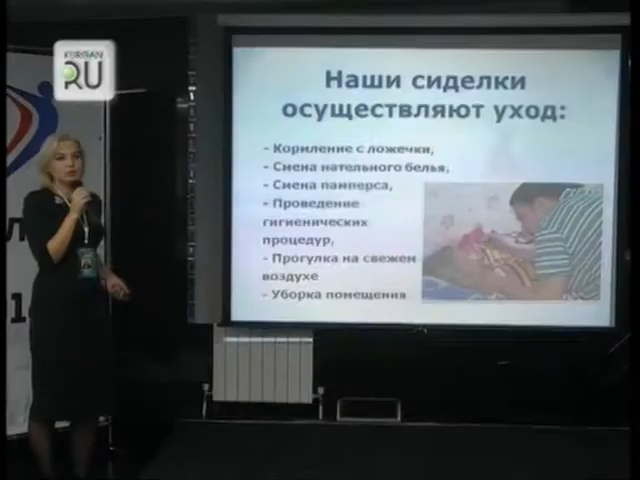 KURGAN
RU
Наши сиделки
осуществляют уход:
- Кормление с ложечки,
- Смена нательного белья,
- Смена памперса,
- Проведение
гигиенических
процедур,
- Прогулка на свежем
воздухе
- Уборка помещения